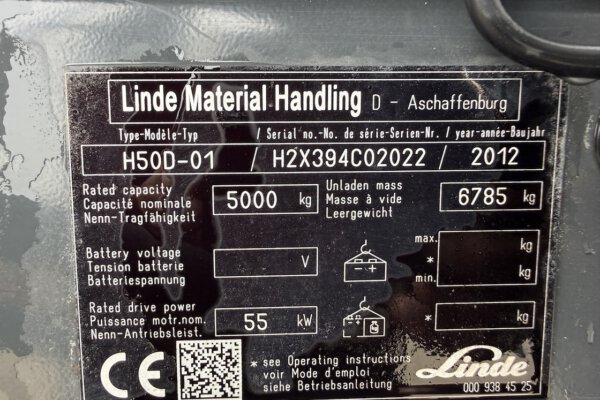 Linde Material Handling D - Aschaffenburg
Type-Modèle-Typ / Serial no.-No. de série-Serien-Nr. / year-année-Baujahr
H50D-01 / H2X394C02022 / 2012
Rated capacity
Capacité nominale
Nenn-Tragfähigkeit
5000 kg
Unladen mass
Masse à vide
Leergewicht
6785 kg
Battery voltage
Tension batterie
Batteriespannung
V
max. kg
*
min. kg
Rated drive power
Puissance motr.nom.
Nenn-Antriebsleist.
55 kW
* kg
CE
* see Operating instructions
voir Mode d'emploi
siehe Betriebsanleitung
Linde
000 938 45 25